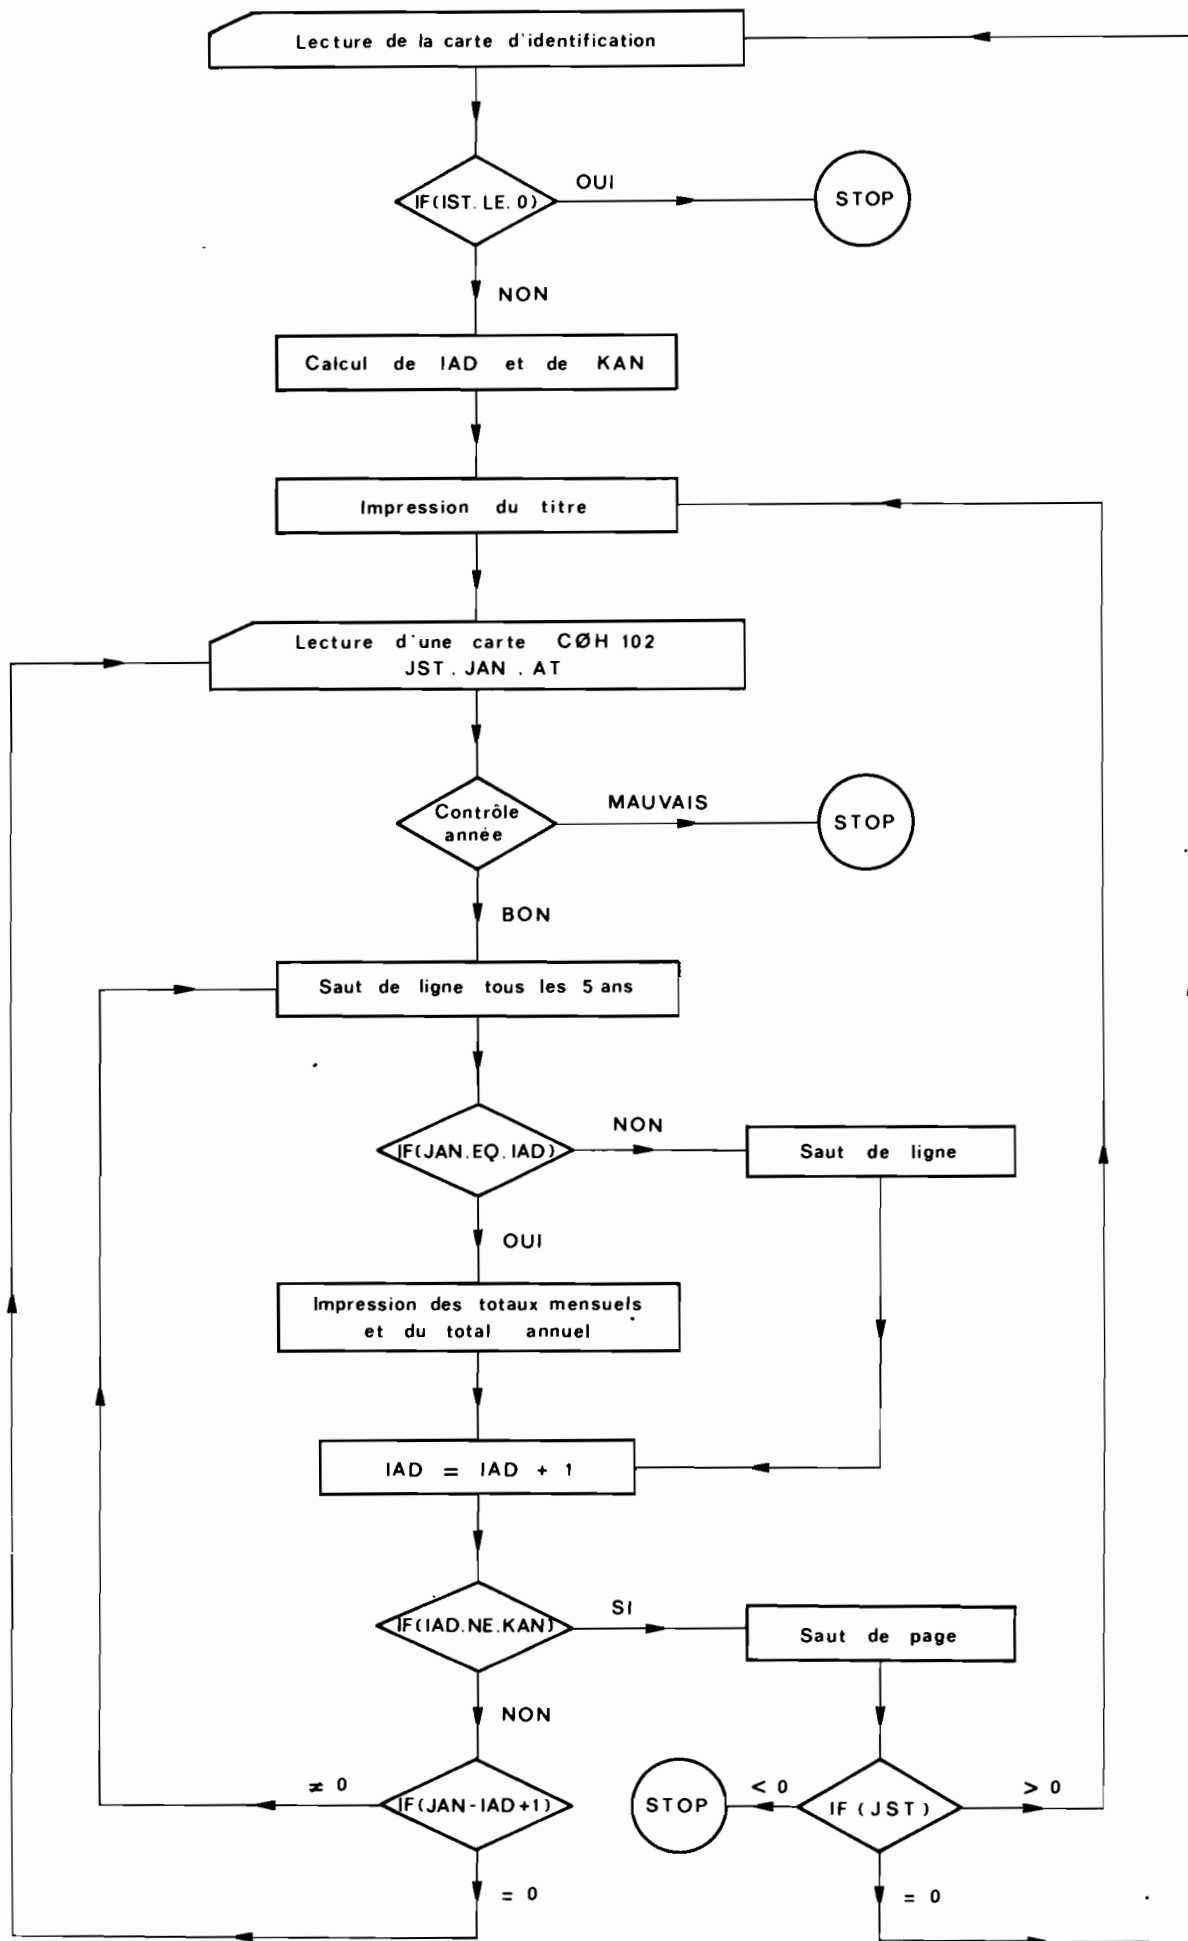 Lecture de la carte d'identification
IF(IST.LE.0)
OUI
STOP
NON
Calcul de IAD et de KAN
Impression du titre
Lecture d'une carte CØH 102
JST . JAN . AT
Contrôle
année
MAUVAIS
STOP
BON
Saut de ligne tous les 5 ans
IF(JAN.EQ.IAD)
NON
Saut de ligne
OUI
Impression des totaux mensuels
et du total annuel
IAD = IAD + 1
IF(IAD.NE.KAN)
SI
Saut de page
NON
≠ 0
IF(JAN-IAD+1)
= 0
STOP
< 0
IF (JST)
> 0
= 0